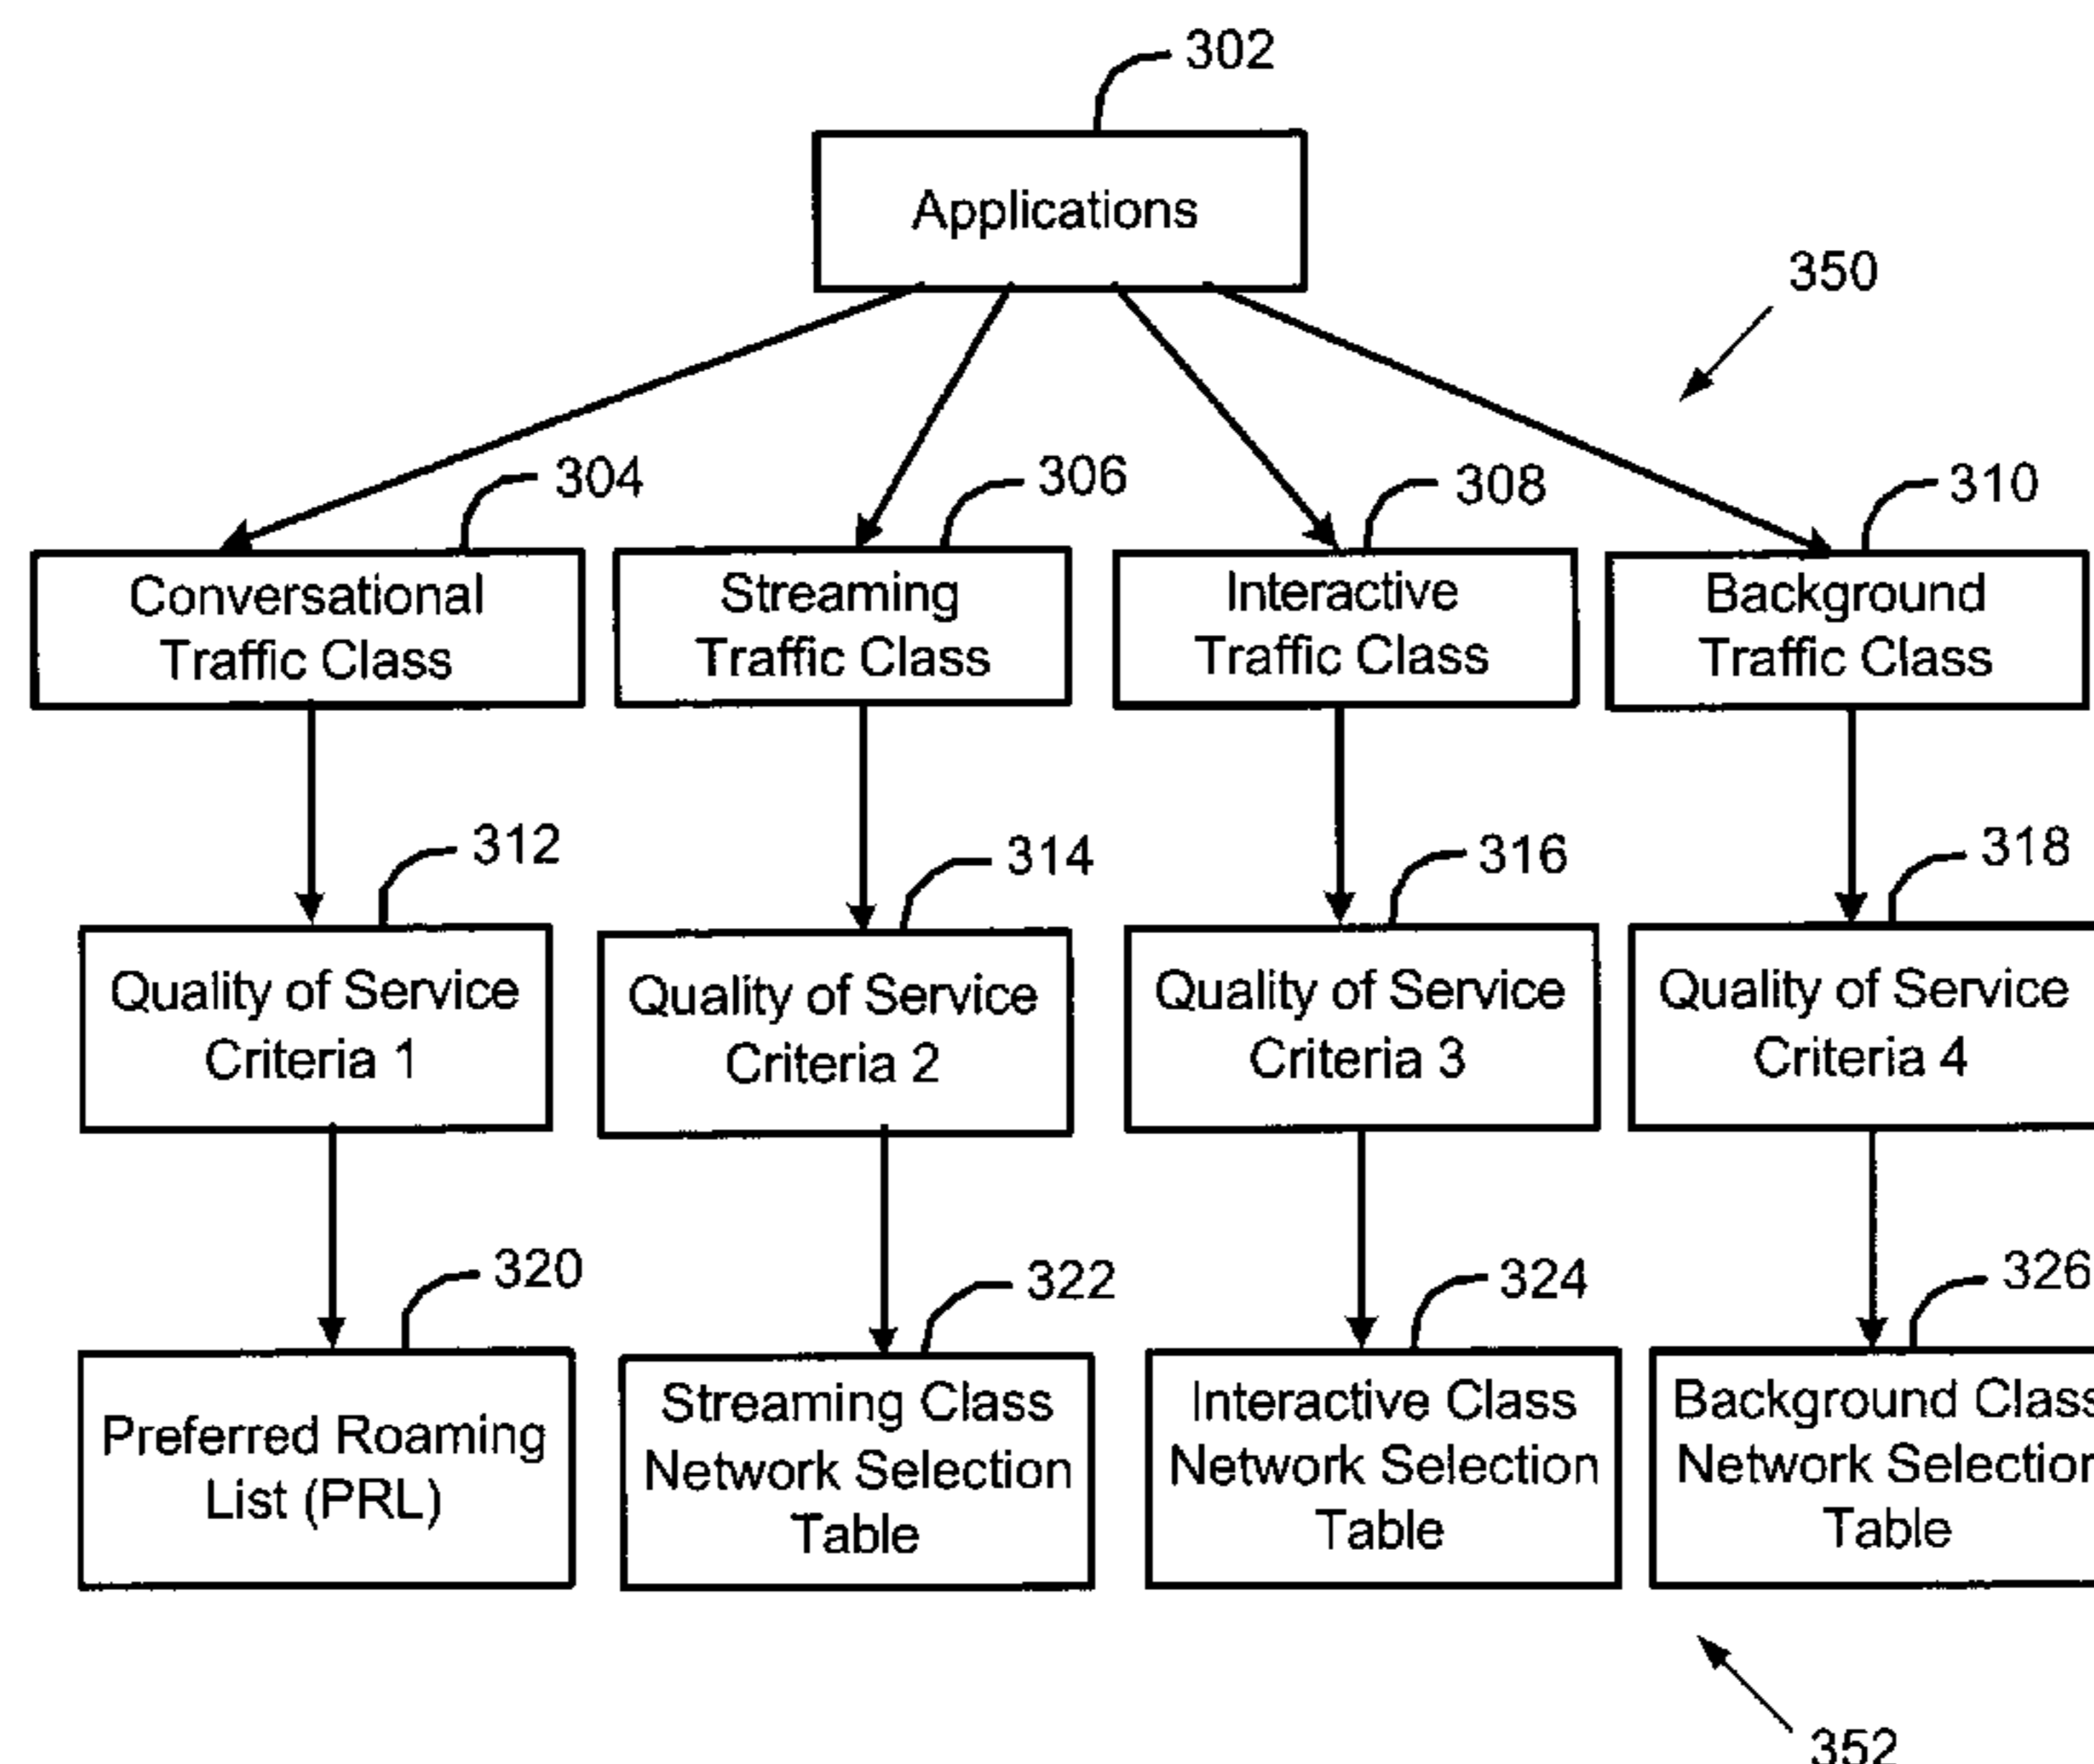 302
Applications
350
304
306
308
310
Conversational
Traffic Class
Streaming
Traffic Class
Interactive
Traffic Class
Background
Traffic Class
312
314
316
318
Quality of Service
Criteria 1
Quality of Service
Criteria 2
Quality of Service
Criteria 3
Quality of Service
Criteria 4
320
322
324
326
Preferred Roaming
List (PRL)
Streaming Class
Network Selection
Table
Interactive Class
Network Selection
Table
Background Class
Network Selection
Table
352